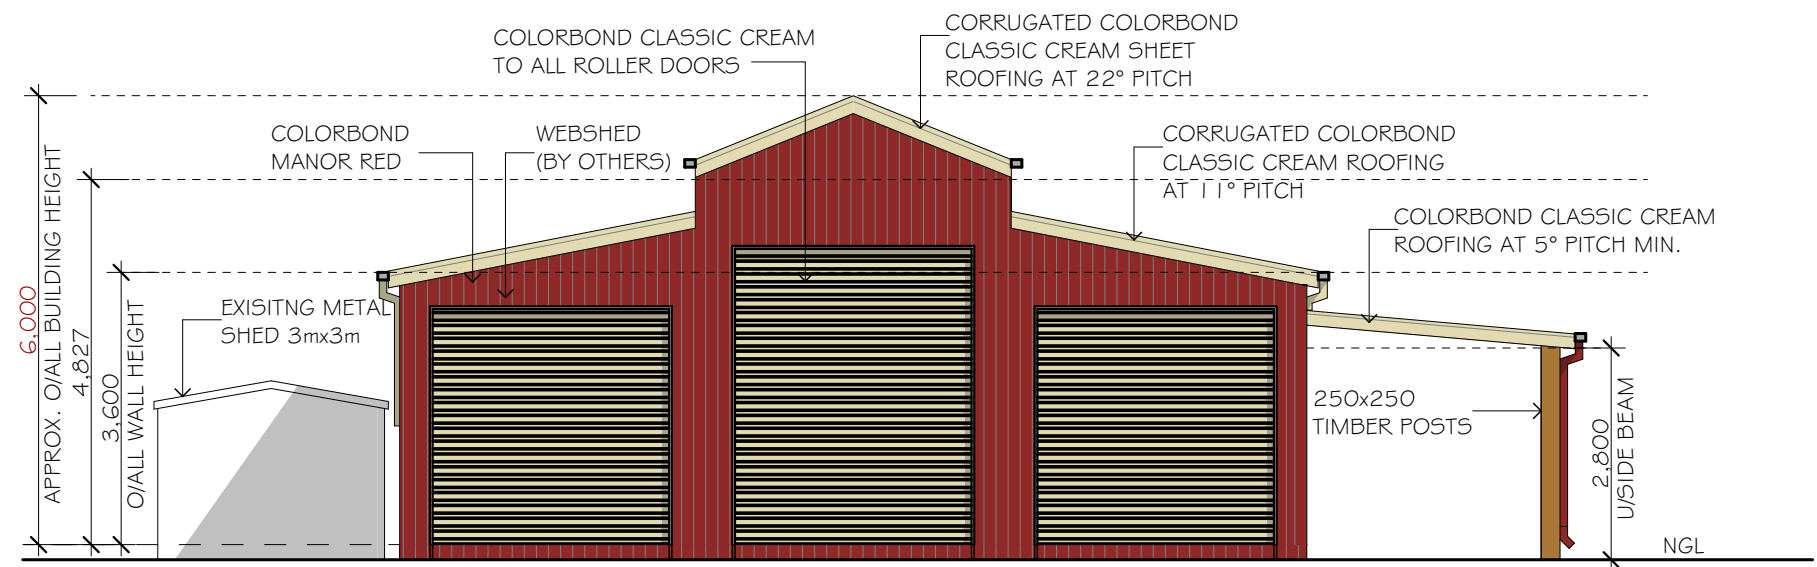 COLORBOND CLASSIC CREAM
TO ALL ROLLER DOORS
CORRUGATED COLORBOND
CLASSIC CREAM SHEET
ROOFING AT 22° PITCH
COLORBOND
MANOR RED
WEBSHED
(BY OTHERS)
CORRUGATED COLORBOND
CLASSIC CREAM ROOFING
AT 11° PITCH
COLORBOND CLASSIC CREAM
ROOFING AT 5° PITCH MIN.
EXISITNG METAL
SHED 3mx3m
250x250
TIMBER POSTS
6,000
APPROX. O/ALL BUILDING HEIGHT
4,827
3,600
O/ALL WALL HEIGHT
2,800
U/SIDE BEAM
NGL